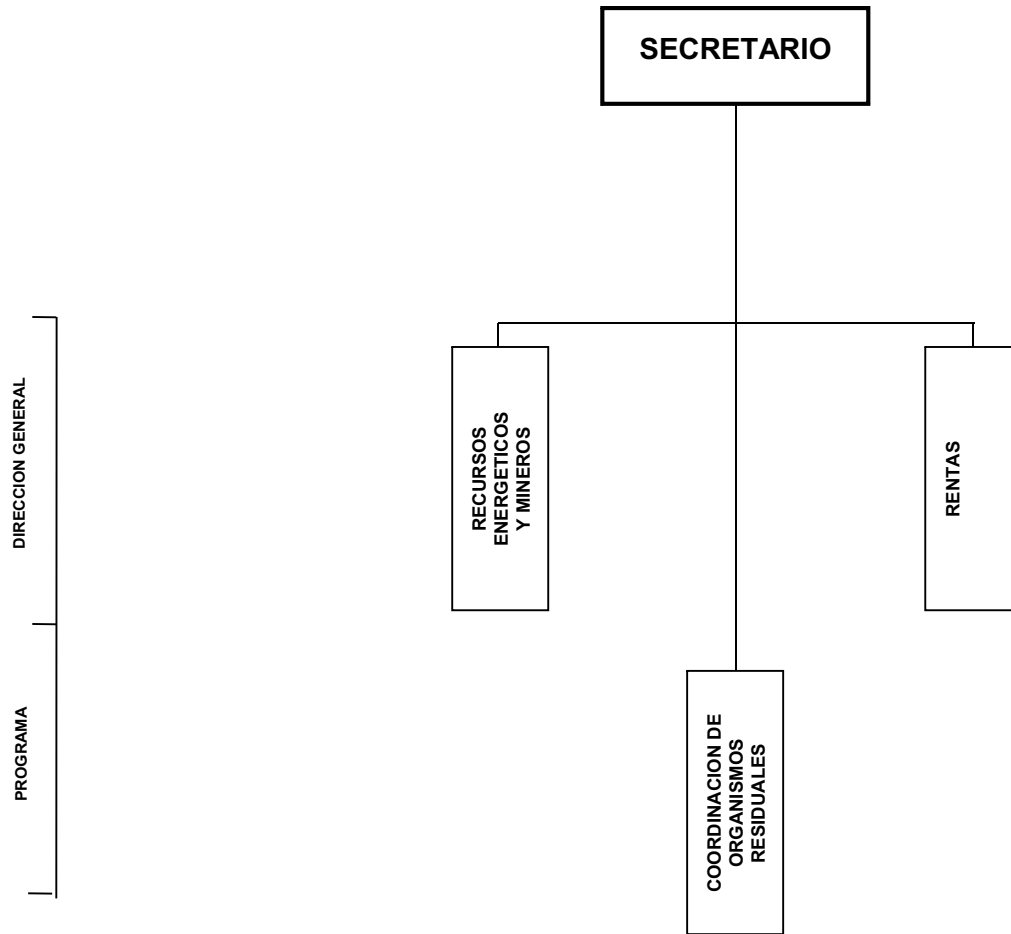 SECRETARIO
DIRECCION GENERAL
RECURSOS
ENERGETICOS
Y MINEROS
RENTAS
PROGRAMA
COORDINACION DE
ORGANISMOS
RESIDUALES